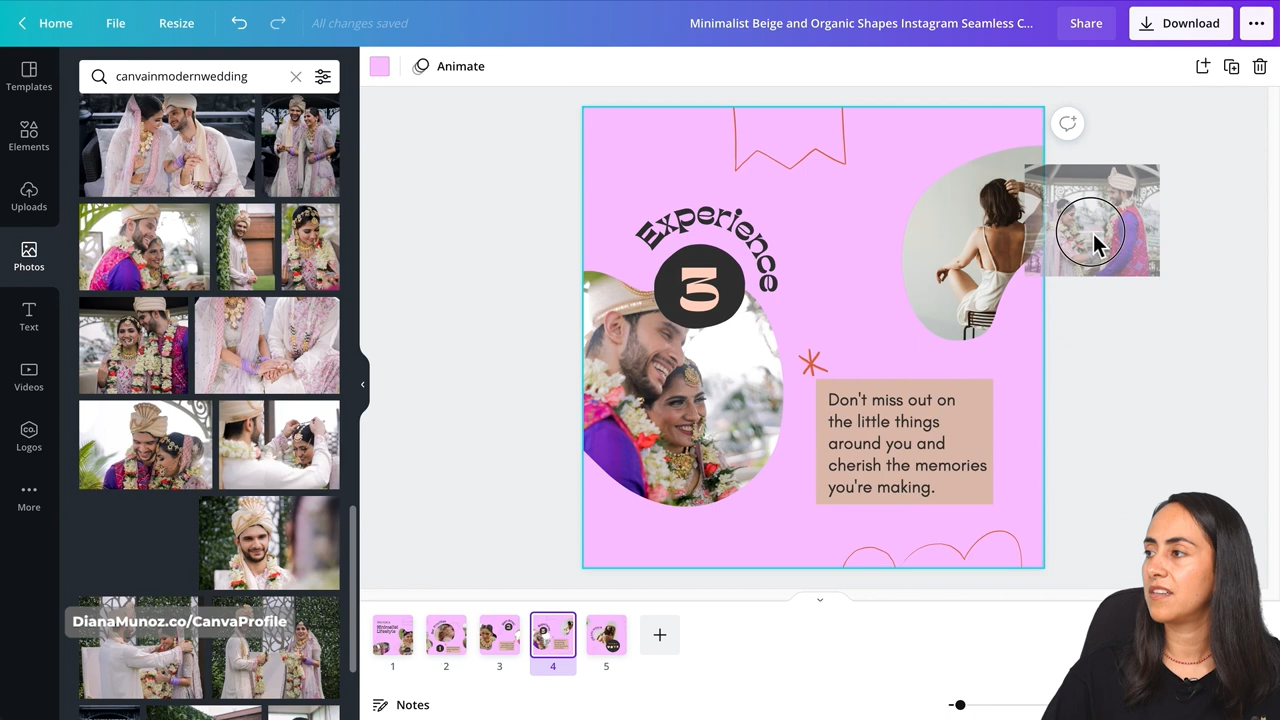 Home
File
Resize
All changes saved
Minimalist Beige and Organic Shapes Instagram Seamless C...
Share
Download
Templates
Elements
Uploads
Photos
Text
Videos
Logos
More
canvainmodernwedding
Animate
Experience
3
Don't miss out on
the little things
around you and
cherish the memories
you're making.
DianaMunoz.co/CanvaProfile
1
2
3
4
5
Notes